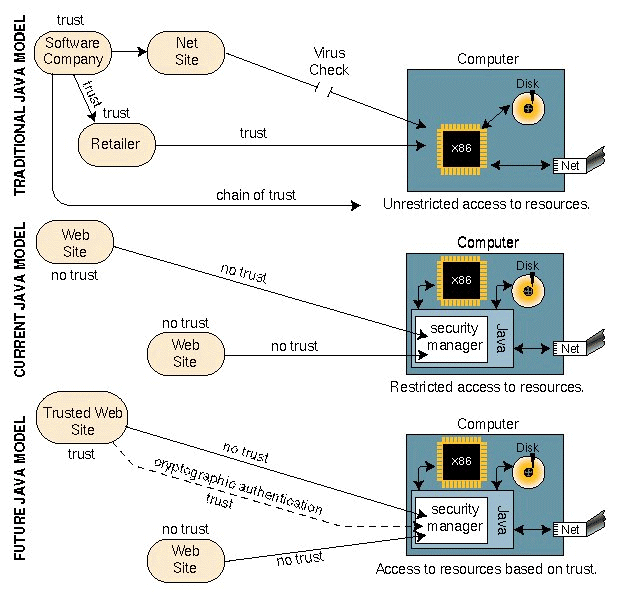 TRADITIONAL JAVA MODEL
trust
Software
Company
Net
Site
Virus
Check
trust
trust
Retailer
trust
chain of trust
Computer
Disk
x86
Net
Unrestricted access to resources.
CURRENT JAVA MODEL
Web
Site
no trust
no trust
no trust
Web
Site
no trust
Computer
x86
Disk
security
manager
Java
Net
Restricted access to resources.
FUTURE JAVA MODEL
Trusted Web
Site
trust
no trust
cryptographic authentication
trust
no trust
Web
Site
no trust
Computer
x86
Disk
security
manager
Java
Net
Access to resources based on trust.